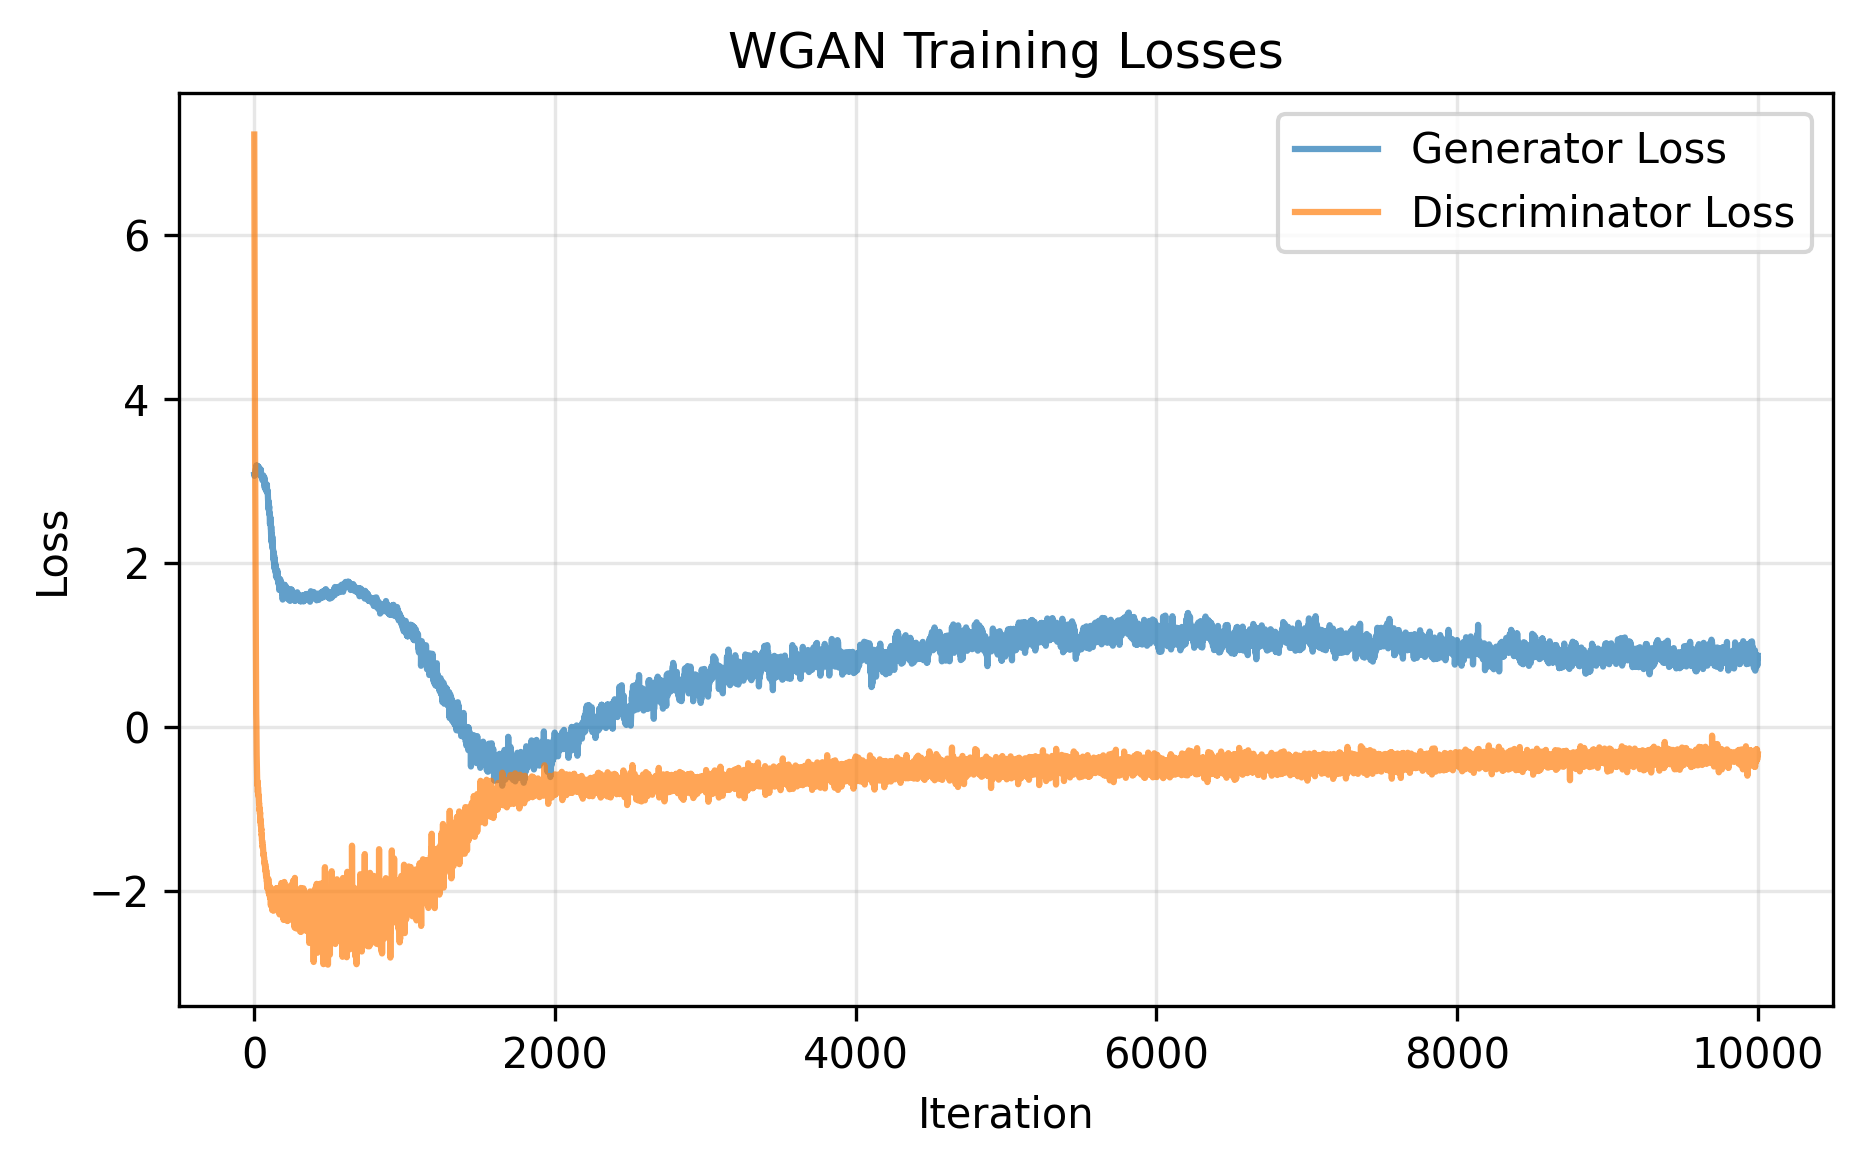 WGAN Training Losses
Generator Loss
Discriminator Loss
6
4
2
0
−2
Loss
0 2000 4000 6000 8000 10000
Iteration